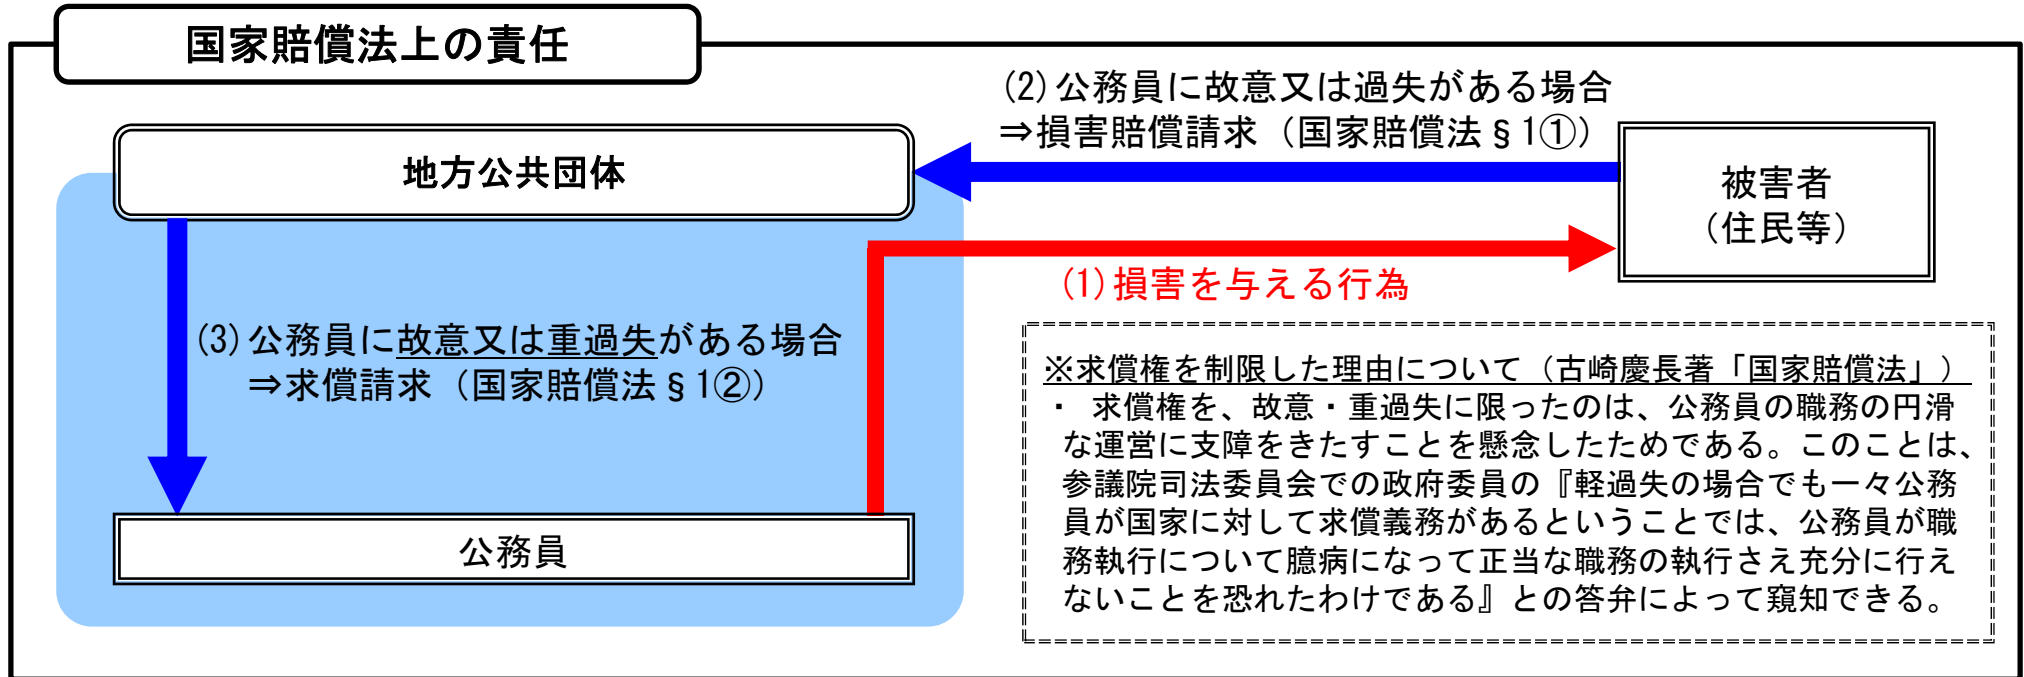 国家賠償法上の責任
(2)公務員に故意又は過失がある場合
⇒損害賠償請求（国家賠償法§1①）
地方公共団体
被害者
（住民等）
(1)損害を与える行為
(3)公務員に故意又は重過失がある場合
⇒求償請求（国家賠償法§1②）
※求償権を制限した理由について（古崎慶長著「国家賠償法」）
・ 求償権を、故意・重過失に限ったのは、公務員の職務の円滑
な運営に支障をきたすことを懸念したためである。このことは、
参議院司法委員会での政府委員の『軽過失の場合でも一々公務
員が国家に対して求償義務があるということでは、公務員が職
務執行について臆病になって正当な職務の執行さえ充分に行え
ないことを恐れたわけである』との答弁によって窺知できる。
公務員